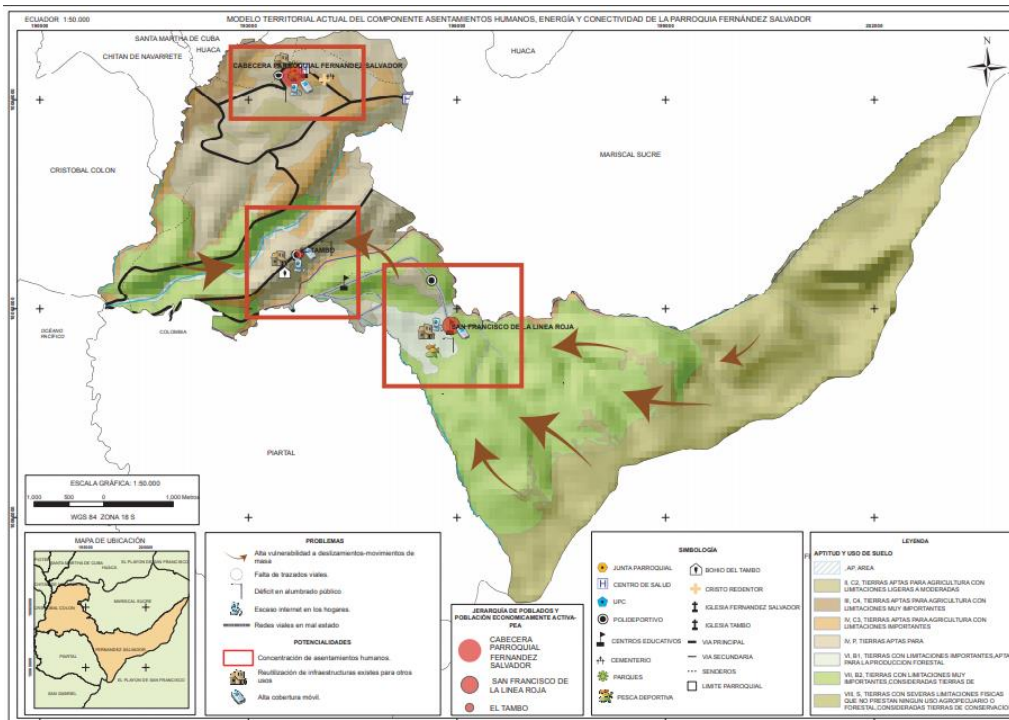 ECUADOR 1:50.000
MODELO TERRITORIAL ACTUAL DEL COMPONENTE ASENTAMIENTOS HUMANOS, ENERGÍA Y CONECTIVIDAD DE LA PARROQUIA FERNÁNDEZ SALVADOR
SANTA MARTHA DE CUBA
HUACA
CHITAN DE NAVARRETE
HUACA
N
CABECERA PARROQUIAL FERNANDEZ SALVADOR
MARISCAL SUCRE
CRISTOBAL COLON
EL TAMBO
OCÉANO
PACÍFICO
COLOMBIA
SAN FRANCISCO DE LA LINEA ROJA
PIARTAL
ESCALA GRÁFICA: 1:50.000
1,000 500 0 1,000 Metros
WGS 84 ZONA 18 S
MAPA DE UBICACIÓN
SANTA MARTHA DE CUBA
HUACA
EL PLAYON DE SAN FRANCISCO
CRISTOBAL COLON
MARISCAL SUCRE
FERNANDEZ SALVADOR
PIARTAL
SAN GABRIEL
EL PLAYON DE SAN FRANCISCO
PROBLEMAS
Alta vulnerabilidad a deslizamientos-movimientos de
masa
Falta de trazados viales.
Déficit en alumbrado público.
Escaso internet en los hogares.
Redes viales en mal estado
POTENCIALIDADES
Concentración de asentamientos humanos.
Reutilización de infraestructuras existes para otros
usos
Alta cobertura móvil.
JERARQUÍA DE POBLADOS Y
POBLACIÓN ECONOMICAMENTE ACTIVA-
PEA
CABECERA
PARROQUIAL
FERNANDEZ
SALVADOR
SAN FRANCISCO DE
LA LINEA ROJA
EL TAMBO
SIMBOLOGÍA
JUNTA PARROQUIAL
CENTRO DE SALUD
UPC
POLIDEPORTIVO
CENTROS EDUCATIVOS
CEMENTERIO
PARQUES
PESCA DEPORTIVA
BOHIO DEL TAMBO
CRISTO REDENTOR
IGLESIA FERNANDEZ SALVADOR
IGLESIA TAMBO
VIA PRINCIPAL
VIA SECUNDARIA
SENDEROS
LIMITE PARROQUIAL
LEYENDA
APTITUD Y USO DE SUELO
, AP, AREA
II, C2, TIERRAS APTAS PARA AGRICULTURA CON
LIMITACIONES LIGERAS A MODERADAS
III, C4, TIERRAS APTAS PARA AGRICULTURA CON
LIMITACIONES MUY IMPORTANTES
IV, C3, TIERRAS APTAS PARA AGRICULTURA CON
LIMITACIONES IMPORTANTES
IV, P, TIERRAS APTAS PARA
VI, B1, TIERRAS CON LIMITACIONES IMPORTANTES,APTA
PARA LA PRODUCCION FORESTAL
VII, B2, TIERRAS CON LIMITACIONES MUY
IMPORTANTES,CONSIDERADAS TIERRAS DE
VIII, S, TIERRAS CON SEVERAS LIMITACIONES FISICAS
QUE NO PRESTAN NINGUN USO AGROPECUARIO O
FORESTAL,CONSIDERADAS TIERRAS DE CONSERVACION